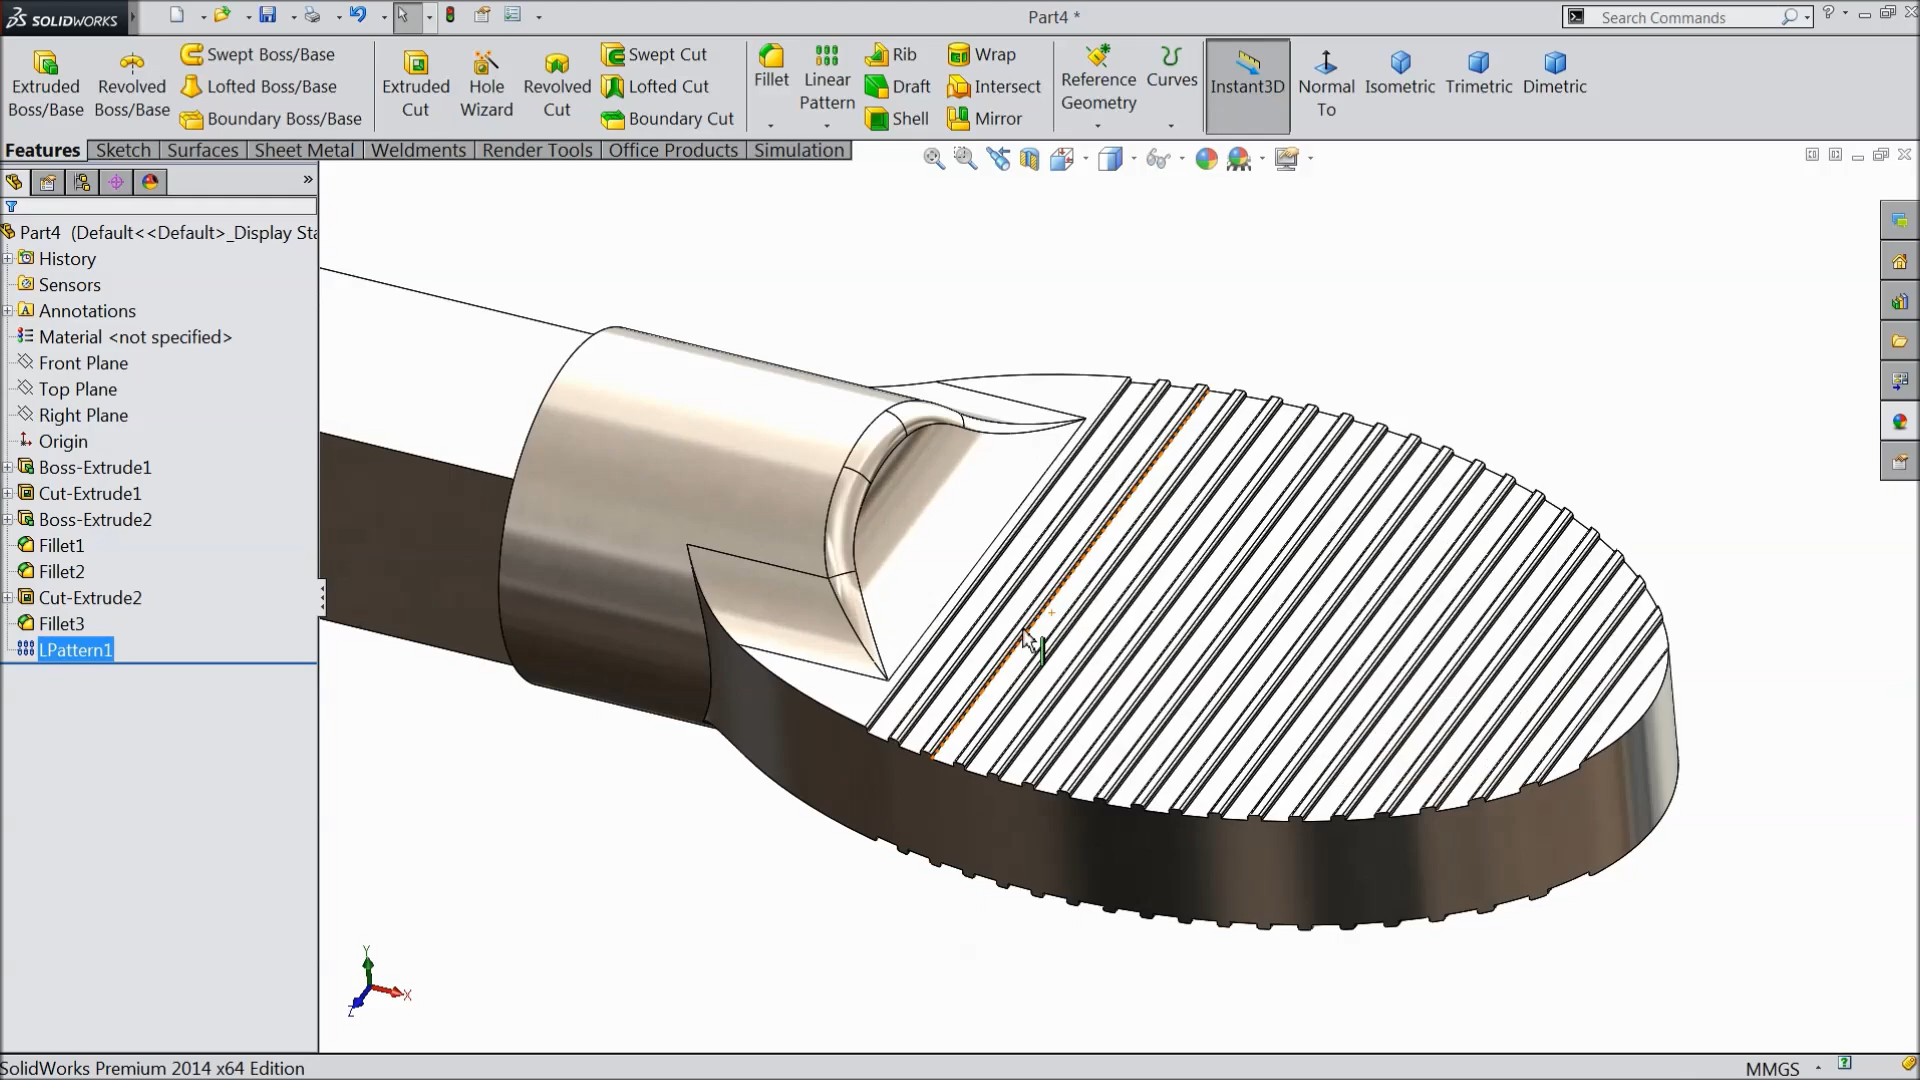 SOLIDWORKS
Part4 *
Search Commands
?
Extruded Boss/Base
Revolved Boss/Base
Swept Boss/Base
Lofted Boss/Base
Boundary Boss/Base
Extruded Cut
Hole Wizard
Revolved Cut
Swept Cut
Lofted Cut
Boundary Cut
Fillet
Linear Pattern
Rib
Draft
Shell
Wrap
Intersect
Mirror
Reference Geometry
Curves
Instant3D
Normal To
Isometric
Trimetric
Dimetric
Features
Sketch
Surfaces
Sheet Metal
Weldments
Render Tools
Office Products
Simulation
»
Part4 (Default<<Default>_Display Sta
History
Sensors
Annotations
Material <not specified>
Front Plane
Top Plane
Right Plane
Origin
Boss-Extrude1
Cut-Extrude1
Boss-Extrude2
Fillet1
Fillet2
Cut-Extrude2
Fillet3
LPattern1
Y
X
Z
SolidWorks Premium 2014 x64 Edition
MMGS